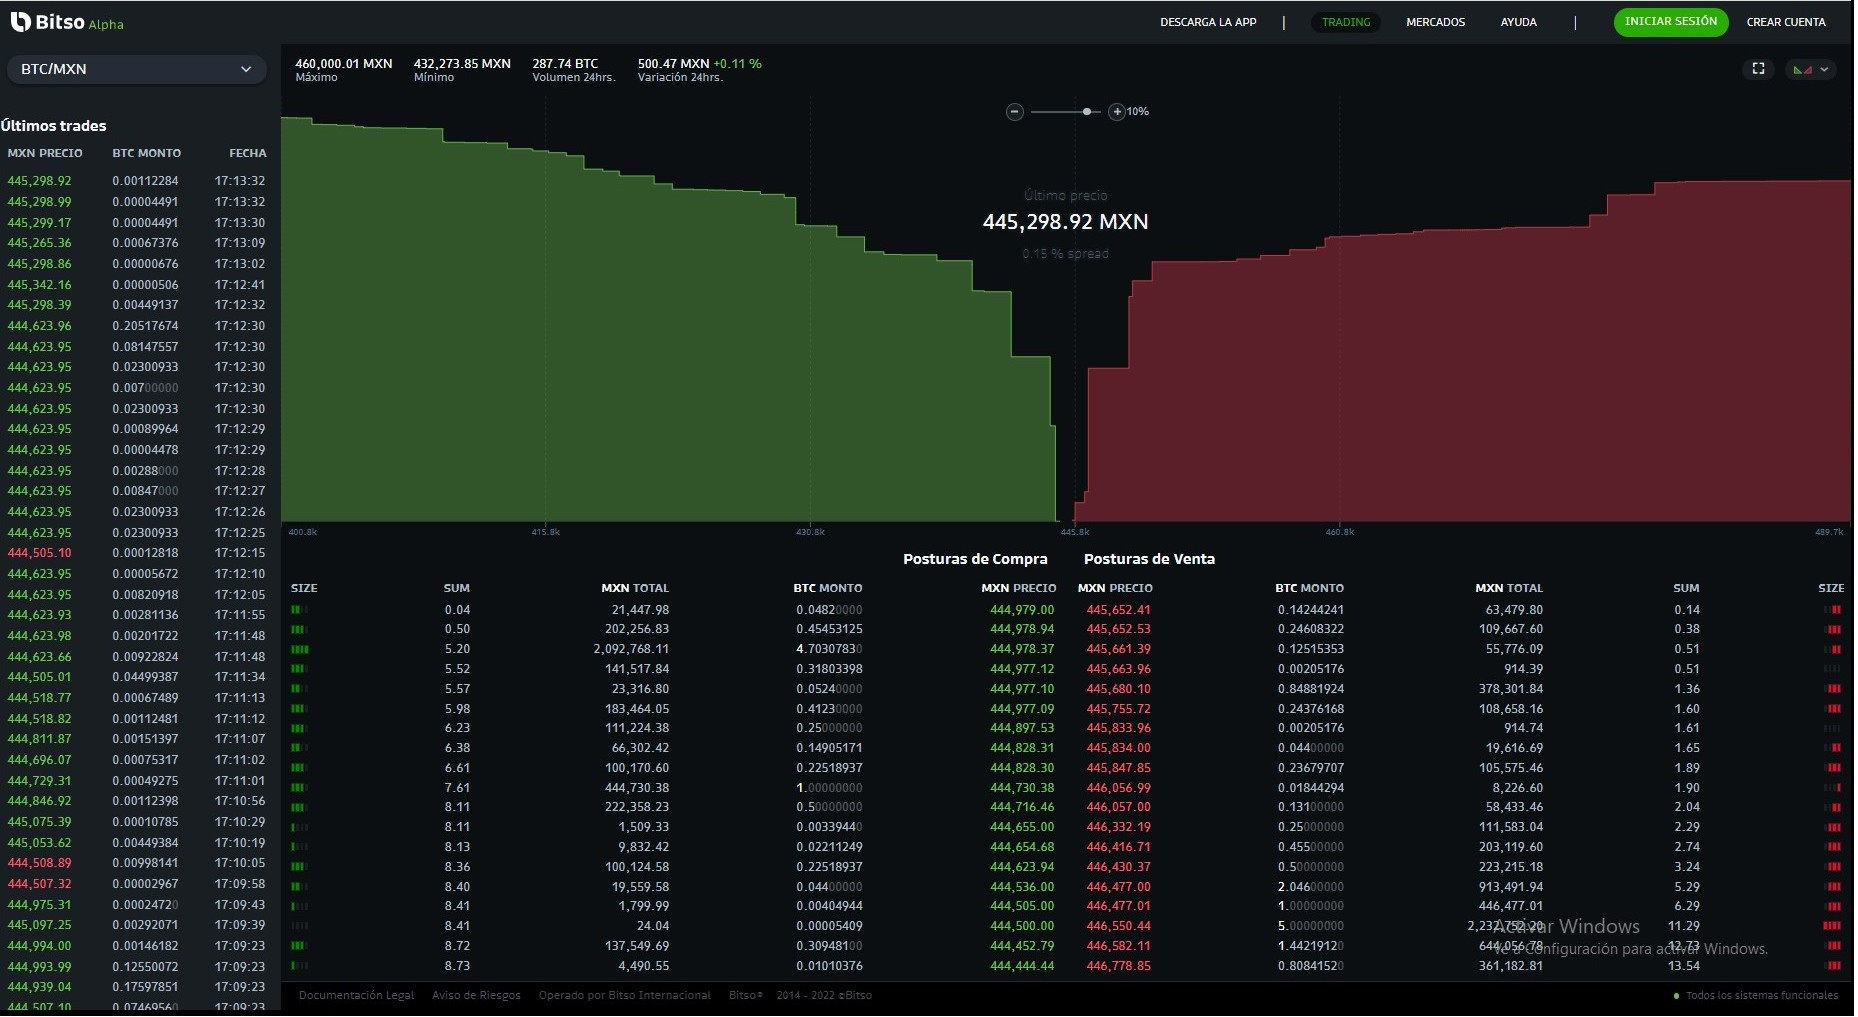 Bitso Alpha
DESCARGA LA APP | TRADING MERCADOS AYUDA | INICIAR SESIÓN CREAR CUENTA
BTC/MXN
460,000.01 MXN 432,273.85 MXN 287.74 BTC 500.47 MXN +0.11 %
Máximo Mínimo Volumen 24hrs. Variación 24hrs.
10%
Últimos trades
MXN PRECIO BTC MONTO FECHA
445,298.92 0.00112284 17:13:32
445,298.99 0.00004491 17:13:32
445,299.17 0.00004491 17:13:30
445,265.36 0.00067376 17:13:09
445,298.86 0.00000676 17:13:02
445,342.16 0.00000506 17:12:41
445,298.39 0.00449137 17:12:32
444,623.96 0.20517674 17:12:30
444,623.95 0.08147557 17:12:30
444,623.95 0.02300933 17:12:30
444,623.95 0.00700000 17:12:30
444,623.95 0.02300933 17:12:30
444,623.95 0.00089964 17:12:29
444,623.95 0.00004478 17:12:29
444,623.95 0.00288000 17:12:28
444,623.95 0.00847000 17:12:27
444,623.95 0.02300933 17:12:26
444,623.95 0.02300933 17:12:25
444,505.10 0.00012818 17:12:15
444,623.95 0.00005672 17:12:10
444,623.95 0.00820918 17:12:05
444,623.93 0.00281136 17:11:55
444,623.98 0.00201722 17:11:48
444,623.66 0.00922824 17:11:48
444,505.01 0.04499387 17:11:34
444,518.77 0.00067489 17:11:13
444,518.82 0.00112481 17:11:12
444,811.87 0.00151397 17:11:07
444,696.07 0.00075317 17:11:02
444,729.31 0.00049275 17:11:01
444,846.92 0.00112398 17:10:56
445,075.39 0.00010785 17:10:29
445,053.62 0.00449384 17:10:19
444,508.89 0.00998141 17:10:05
444,507.32 0.00002967 17:09:58
444,975.31 0.00024720 17:09:43
445,097.25 0.00292071 17:09:39
444,994.00 0.00146182 17:09:23
444,993.99 0.12550072 17:09:23
444,939.04 0.17597851 17:09:23
444,507.10 0.07469560 17:09:23
Último precio
445,298.92 MXN
0.15 % spread
400.8k 415.8k 430.8k 445.8k 460.8k 489.7k
Posturas de Compra Posturas de Venta
SIZE SUM MXN TOTAL BTC MONTO MXN PRECIO MXN PRECIO BTC MONTO MXN TOTAL SUM SIZE
0.04 21,447.98 0.04820000 444,979.00 445,652.41 0.14244241 63,479.80 0.14
0.50 202,256.83 0.45453125 444,978.94 445,652.53 0.24608322 109,667.60 0.38
5.20 2,092,768.11 4.70307830 444,978.37 445,661.39 0.12515353 55,776.09 0.51
5.52 141,517.84 0.31803398 444,977.12 445,663.96 0.00205176 914.39 0.51
5.57 23,316.80 0.05240000 444,977.10 445,680.10 0.84881924 378,301.84 1.36
5.98 183,464.05 0.41230000 444,977.09 445,755.72 0.24376168 108,658.16 1.60
6.23 111,224.38 0.25000000 444,897.53 445,833.96 0.00205176 914.74 1.61
6.38 66,302.42 0.14905171 444,828.31 445,834.00 0.04400000 19,616.69 1.65
6.61 100,170.60 0.22518937 444,828.30 445,847.85 0.23679707 105,575.46 1.89
7.61 444,730.38 1.00000000 444,730.38 446,056.99 0.01844294 8,226.60 1.90
8.11 222,358.23 0.50000000 444,716.46 446,057.00 0.13100000 58,433.46 2.04
8.11 1,509.33 0.00339440 444,655.00 446,332.19 0.25000000 111,583.04 2.29
8.13 9,832.42 0.02211249 444,654.68 446,416.71 0.45500000 203,119.60 2.74
8.36 100,124.58 0.22518937 444,623.94 446,430.37 0.50000000 223,215.18 3.24
8.40 19,559.58 0.04400000 444,536.00 446,477.00 2.04600000 913,491.94 5.29
8.41 1,799.99 0.00404944 444,505.00 446,477.01 1.00000000 446,477.01 6.29
8.41 24.04 0.00005409 444,500.00 446,550.44 5.00000000 2,232,752.20 11.29
8.72 137,549.69 0.30948100 444,452.79 446,582.11 1.44219120 644,056.78 12.73
8.73 4,490.55 0.01010376 444,444.44 446,778.85 0.80841520 361,182.81 13.54
Activar Windows
Ve a Configuración para activar Windows.
Documentación Legal Aviso de Riesgos Operado por Bitso Internacional Bitso® 2014 - 2022 ©Bitso
Todos los sistemas funcionales